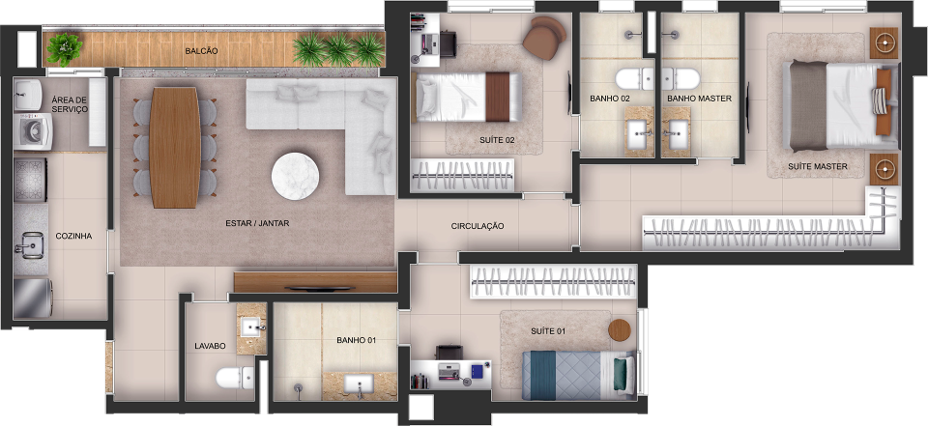 BALCÃO
ÁREA DE
SERVIÇO
SUÍTE 02
BANHO 02
BANHO MASTER
SUÍTE MASTER
ESTAR / JANTAR
CIRCULAÇÃO
COZINHA
LAVABO
BANHO 01
SUÍTE 01